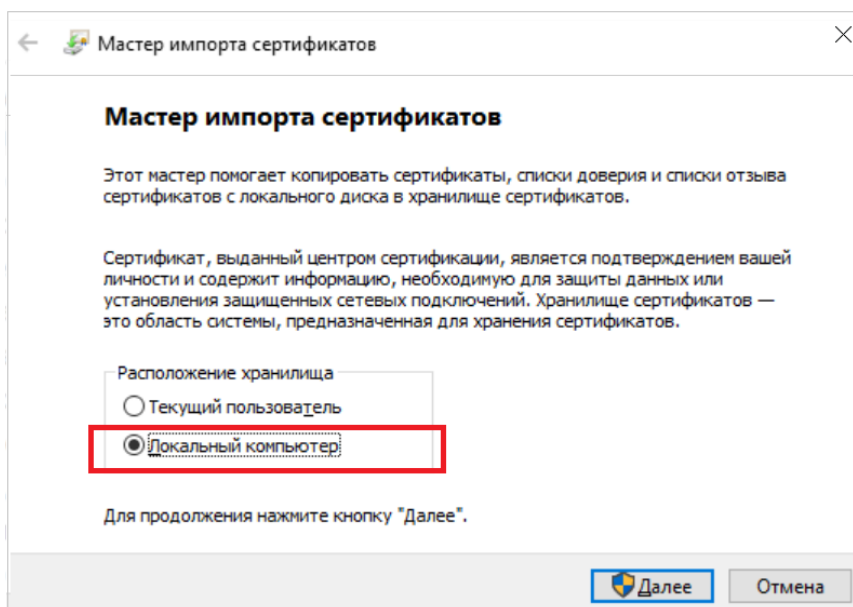 Мастер импорта сертификатов
Мастер импорта сертификатов
Этот мастер помогает копировать сертификаты, списки доверия и списки отзыва
сертификатов с локального диска в хранилище сертификатов.
Сертификат, выданный центром сертификации, является подтверждением вашей
личности и содержит информацию, необходимую для защиты данных или
установления защищенных сетевых подключений. Хранилище сертификатов —
это область системы, предназначенная для хранения сертификатов.
Расположение хранилища
Текущий пользователь
Локальный компьютер
Для продолжения нажмите кнопку "Далее".
Далее
Отмена